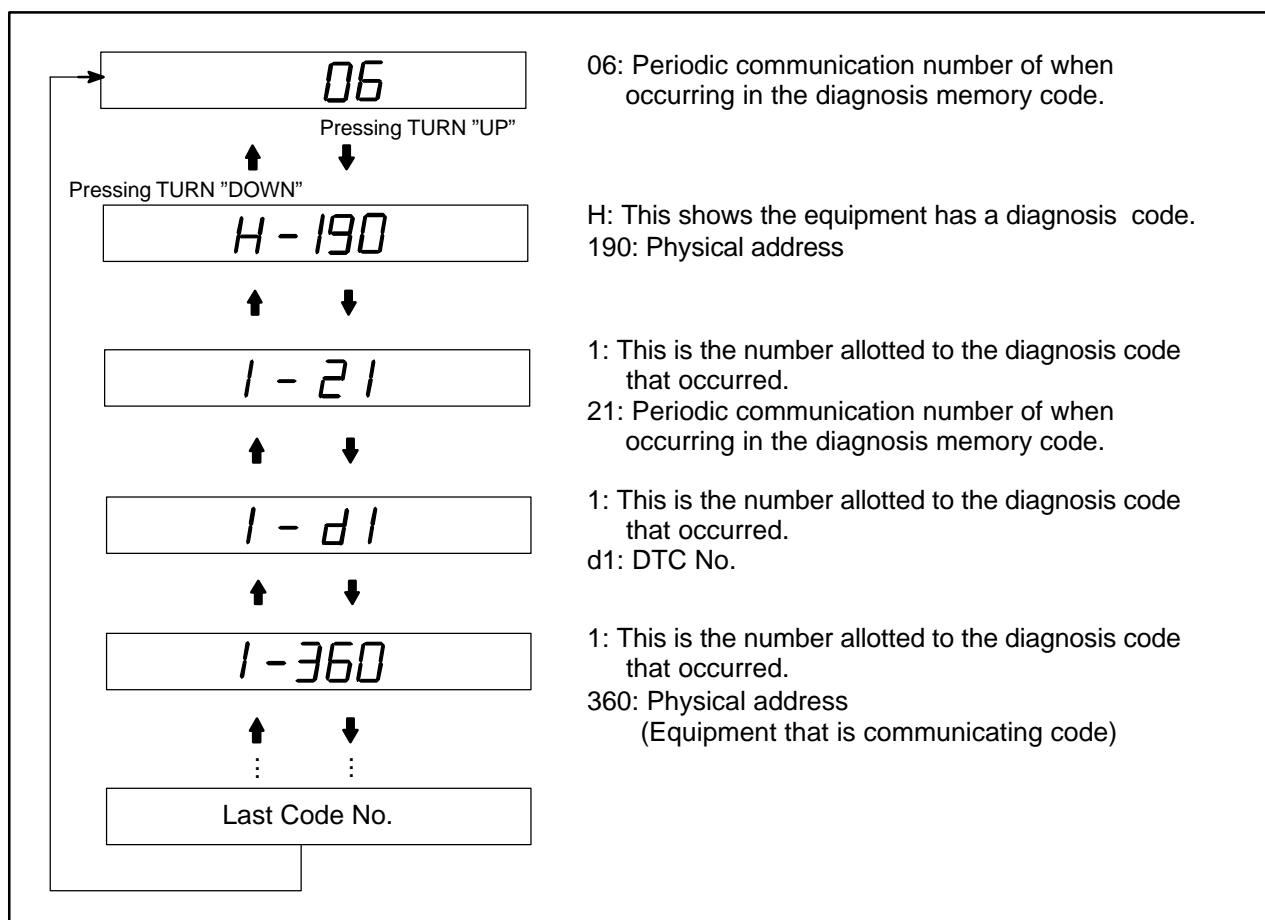 06
06: Periodic communication number of when
occurring in the diagnosis memory code.
Pressing TURN ”UP”
Pressing TURN ”DOWN”
H - 190
H: This shows the equipment has a diagnosis code.
190: Physical address
1 - 21
1: This is the number allotted to the diagnosis code
that occurred.
21: Periodic communication number of when
occurring in the diagnosis memory code.
1 - d1
1: This is the number allotted to the diagnosis code
that occurred.
d1: DTC No.
1 - 360
1: This is the number allotted to the diagnosis code
that occurred.
360: Physical address
(Equipment that is communicating code)
Last Code No.